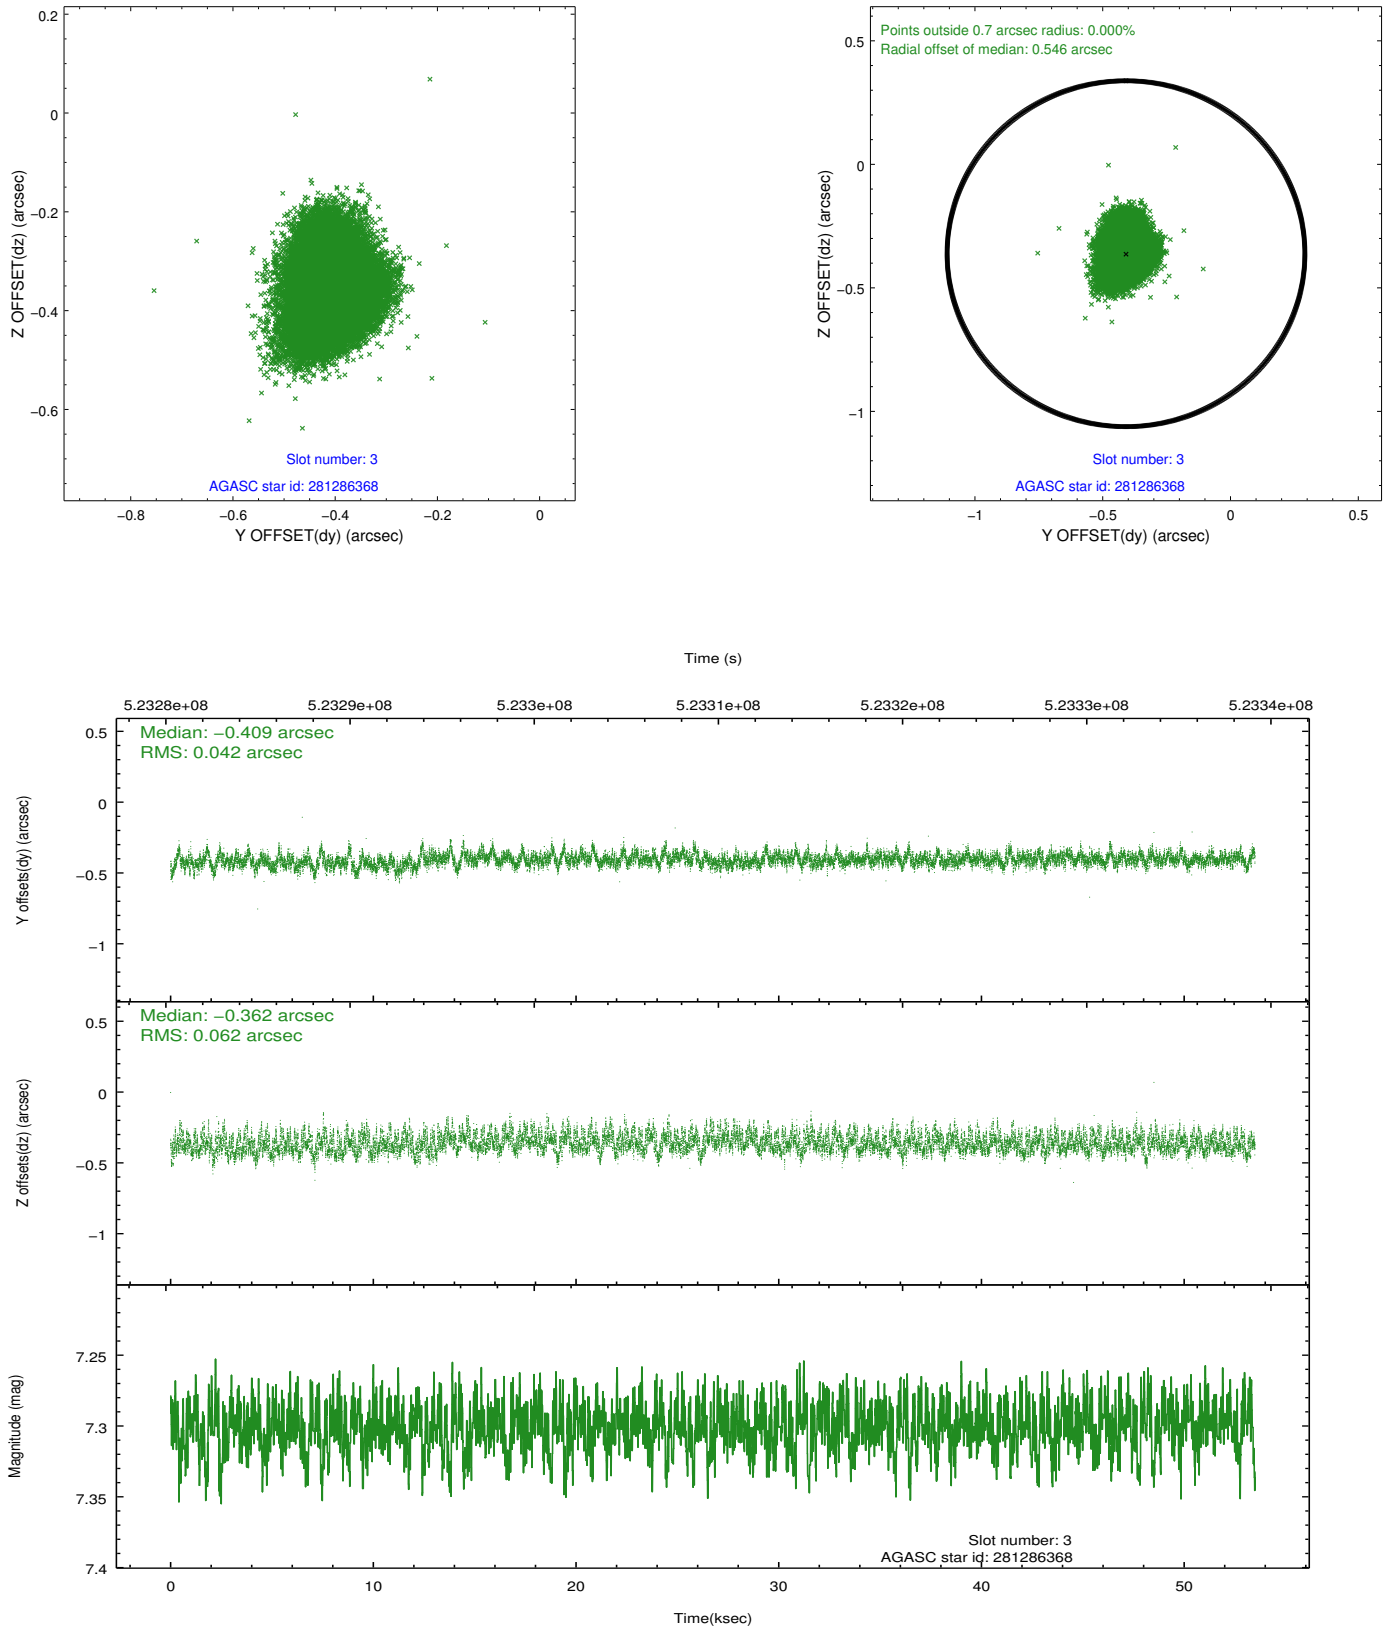 0.2
0
−0.2
−0.4
−0.6
Z OFFSET(dz) (arcsec)
Slot number: 3
AGASC star id: 281286368
−0.8
−0.6
−0.4
−0.2
0
Y OFFSET(dy) (arcsec)
Points outside 0.7 arcsec radius: 0.000%
Radial offset of median: 0.546 arcsec
0.5
0
−0.5
−1
Z OFFSET(dz) (arcsec)
Slot number: 3
AGASC star id: 281286368
−1
−0.5
0
0.5
Y OFFSET(dy) (arcsec)
Time (s)
5.2328e+08
5.2329e+08
5.233e+08
5.2331e+08
5.2332e+08
5.2333e+08
5.2334e+08
Median: −0.409 arcsec
RMS: 0.042 arcsec
0.5
0
−0.5
−1
Y offsets(dy) (arcsec)
Median: −0.362 arcsec
RMS: 0.062 arcsec
0.5
0
−0.5
−1
Z offsets(dz) (arcsec)
7.25
7.3
7.35
7.4
Magnitude (mag)
Slot number: 3
AGASC star id: 281286368
0
10
20
30
40
50
Time(ksec)